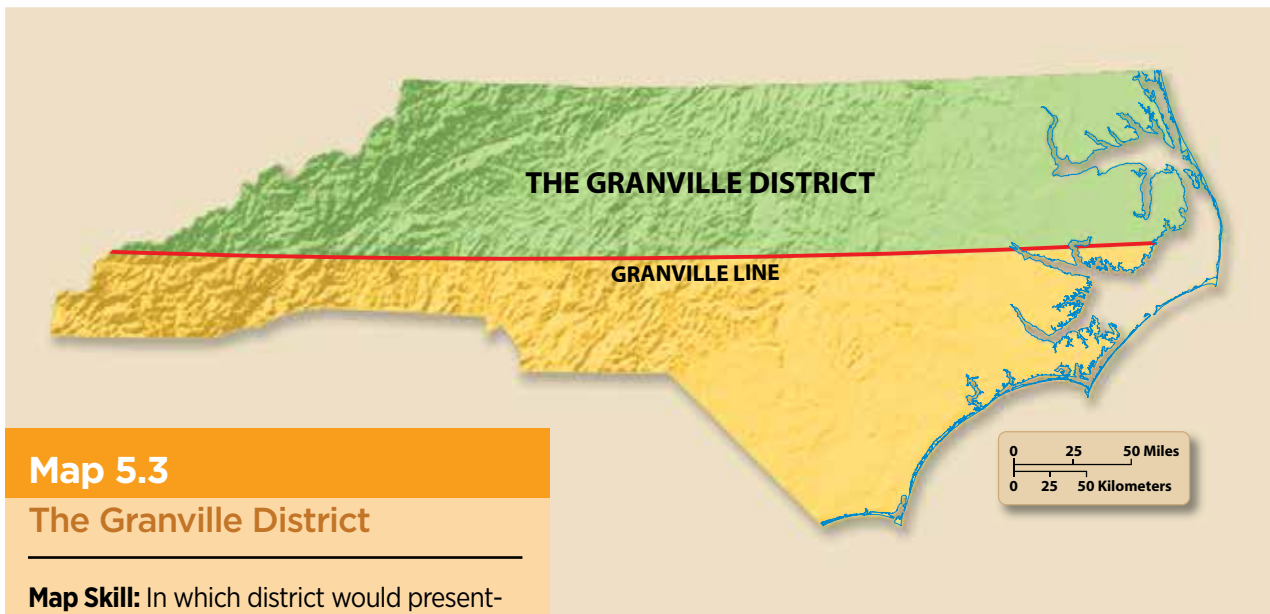 THE GRANVILLE DISTRICT
GRANVILLE LINE
0 25 50 Miles
0 25 50 Kilometers
Map 5.3
The Granville District
Map Skill: In which district would present-